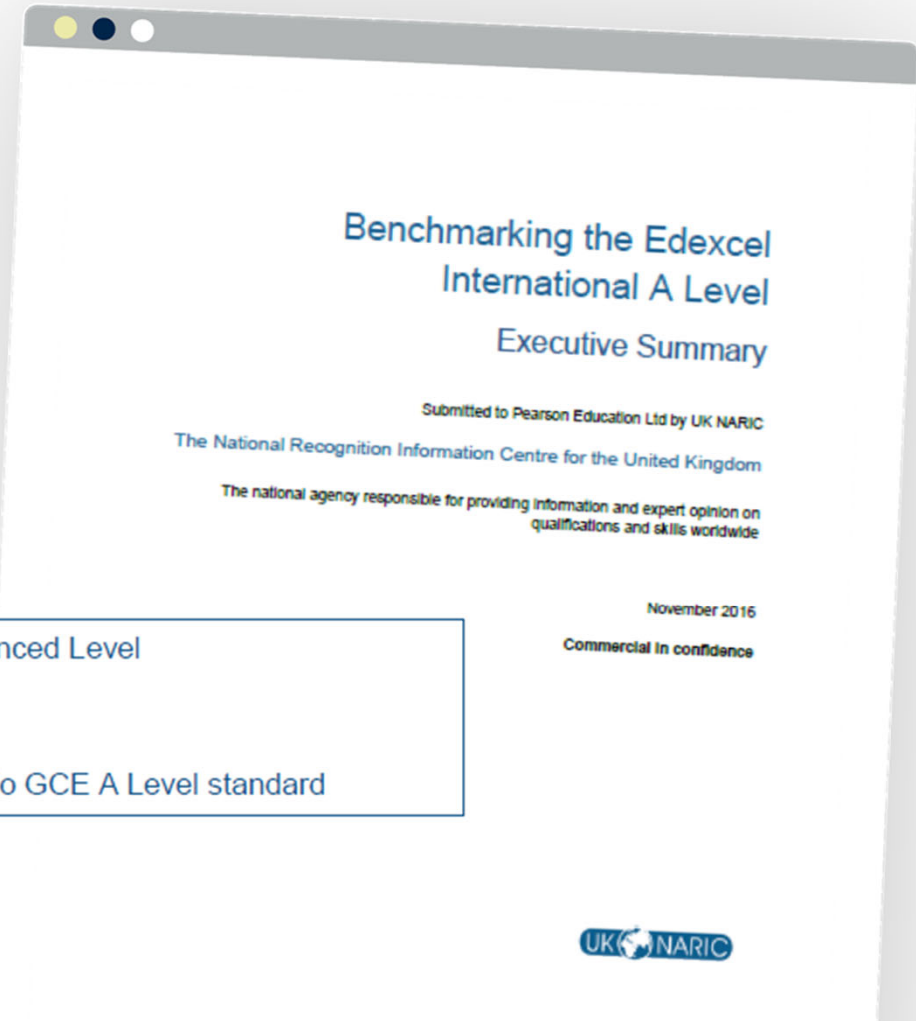 Benchmarking the Edexcel
International A Level
Executive Summary
Submitted to Pearson Education Ltd by UK NARIC
The National Recognition Information Centre for the United Kingdom
The national agency responsible for providing information and expert opinion on
qualifications and skills worldwide
November 2016
Commercial in confidence
nced Level
o GCE A Level standard
UK NARIC